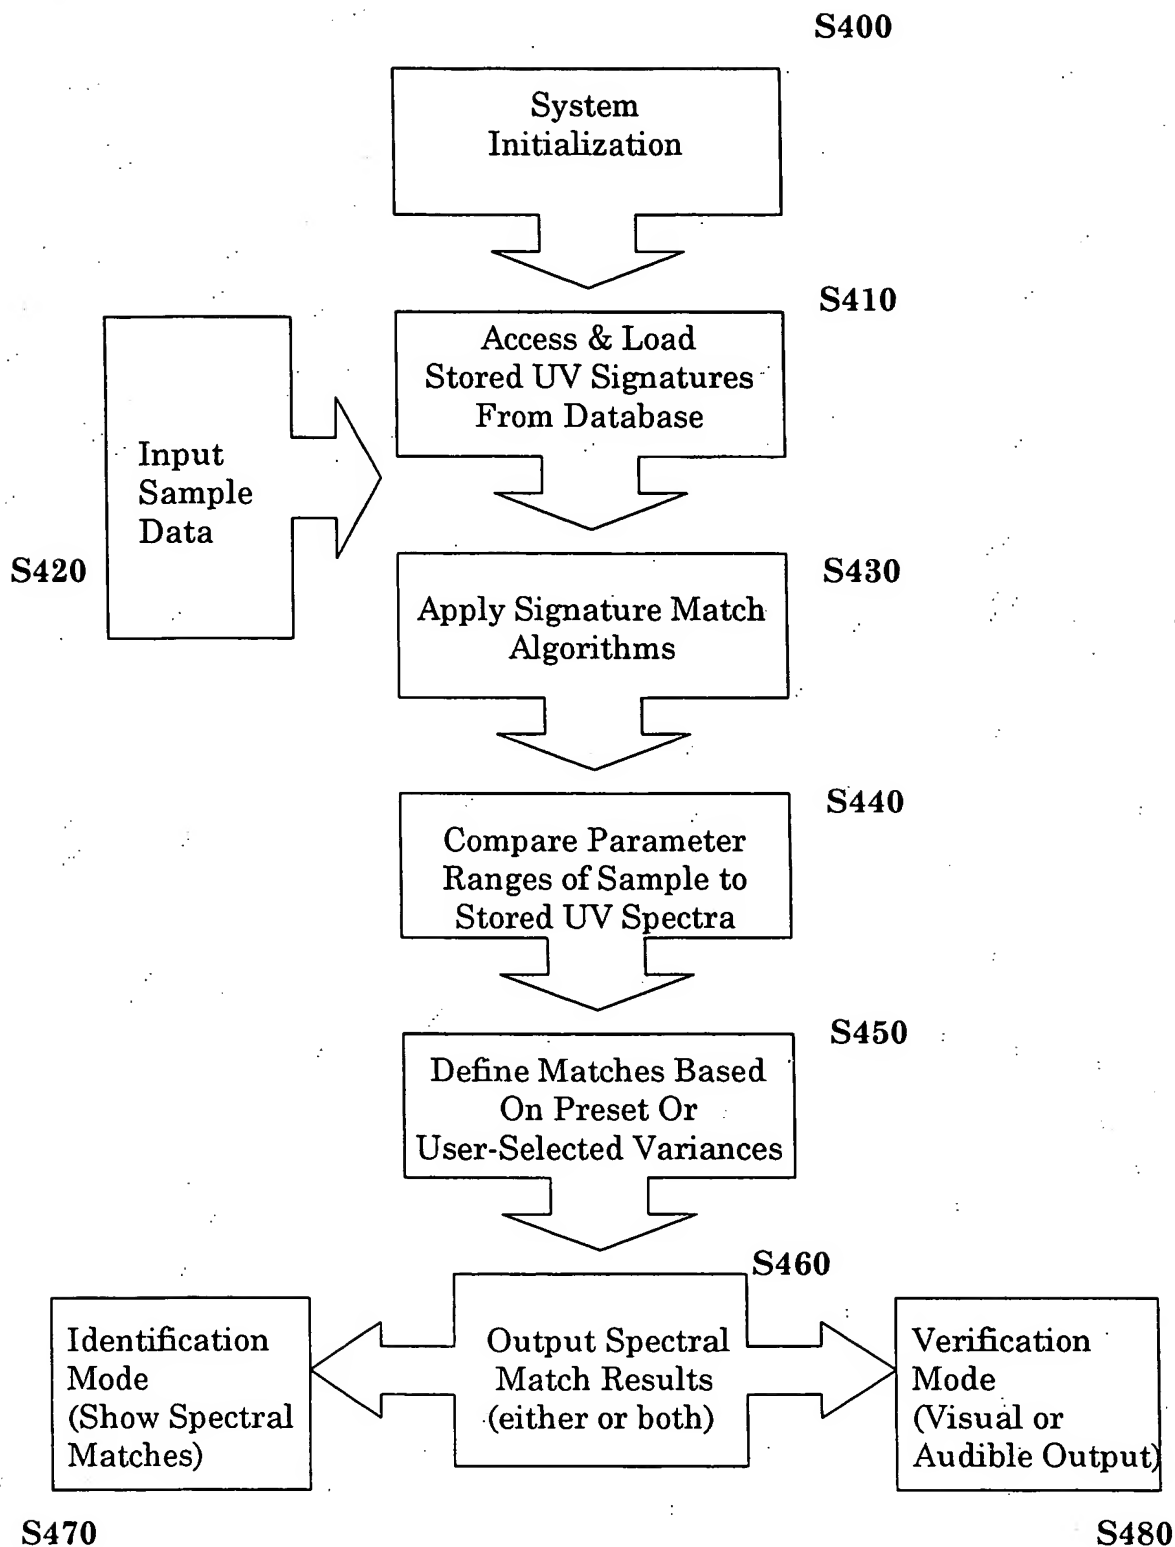 S400
System
Initialization
S410
Access & Load
Stored UV Signatures
From Database
Input
Sample
Data
S420
S430
Apply Signature Match
Algorithms
S440
Compare Parameter
Ranges of Sample to
Stored UV Spectra
S450
Define Matches Based
On Preset Or
User-Selected Variances
S460
Output Spectral
Match Results
(either or both)
Identification
Mode
(Show Spectral
Matches)
S470
Verification
Mode
(Visual or
Audible Output)
S480